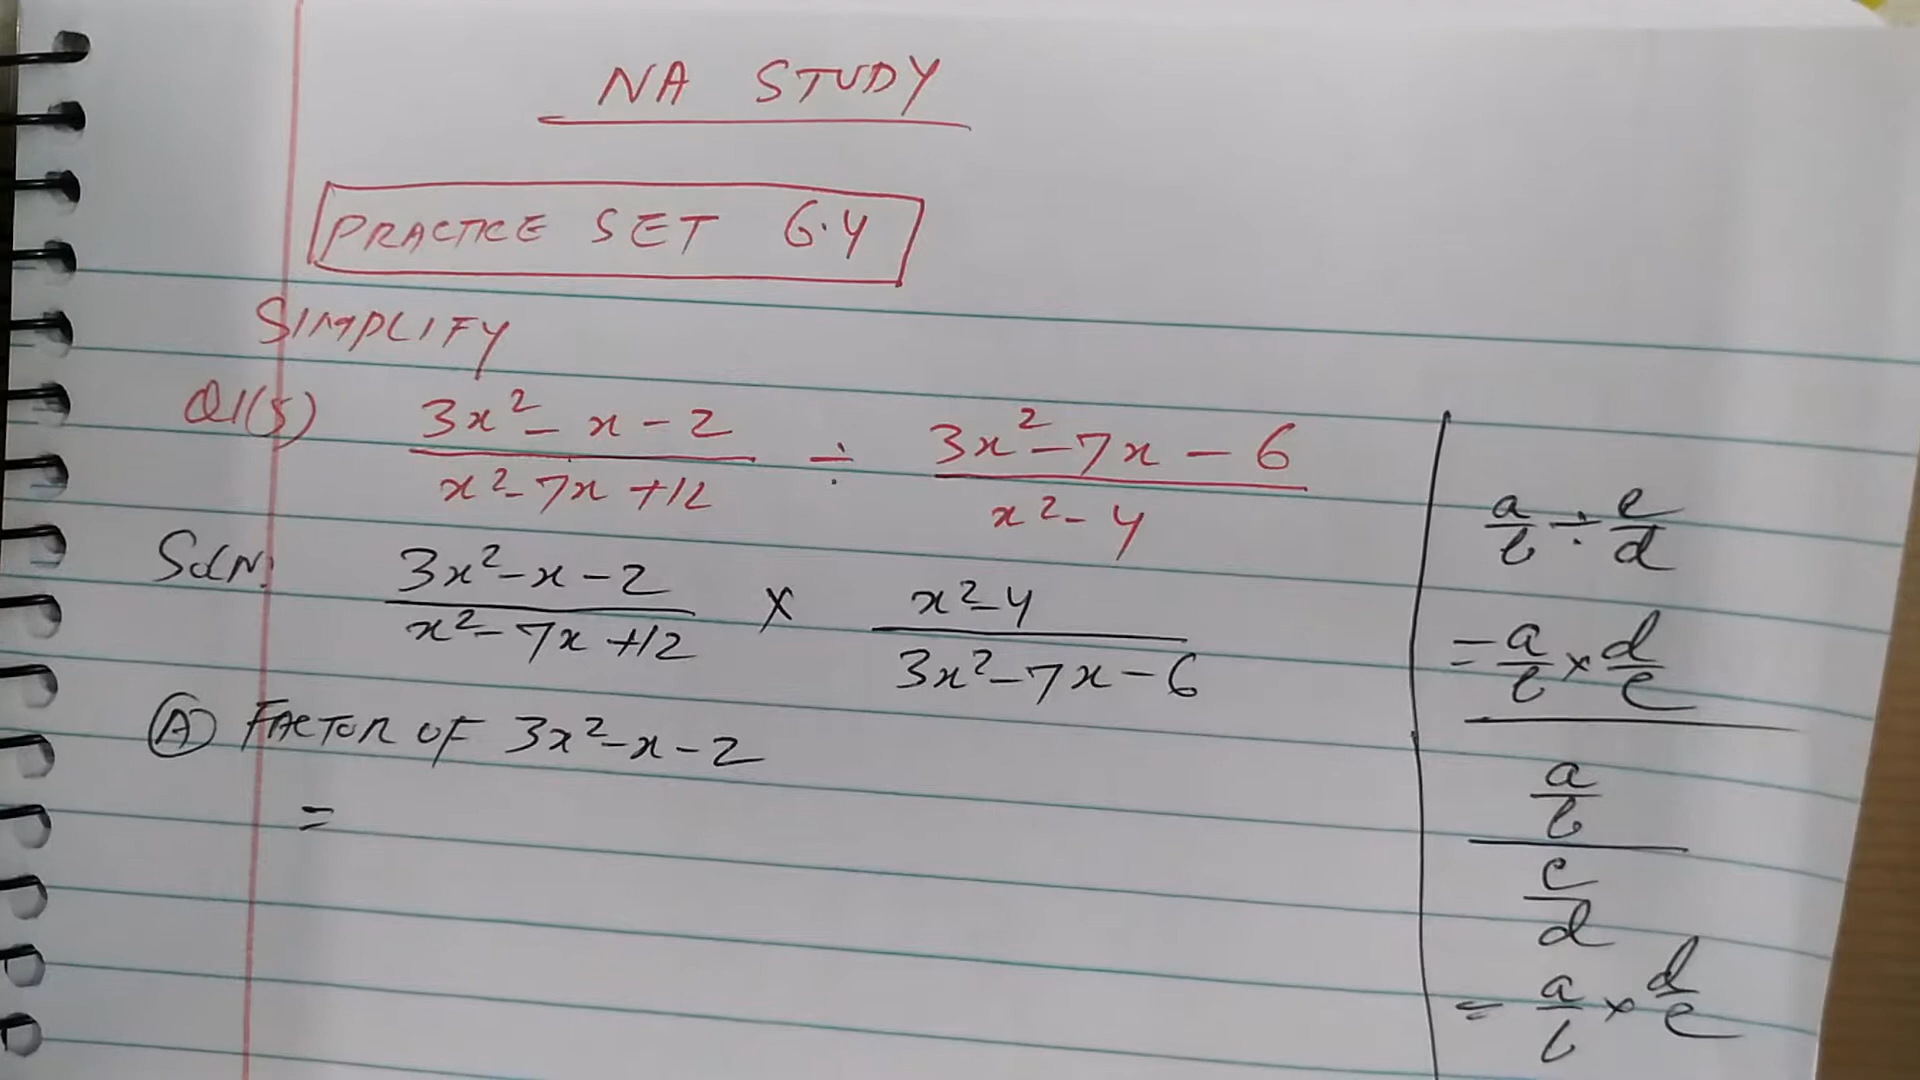 NA STUDY
PRACTICE SET 6.4
SIMPLIFY
Q1(5) (3x² - x - 2)/(x² - 7x + 12) ÷ (3x² - 7x - 6)/(x² - 4)
Soln. (3x² - x - 2)/(x² - 7x + 12) × (x² - 4)/(3x² - 7x - 6)
Ⓐ FACTOR OF 3x² - x - 2
=
a/b ÷ c/d
= a/b × d/c
(a/b)/(c/d)
= a/b × d/c